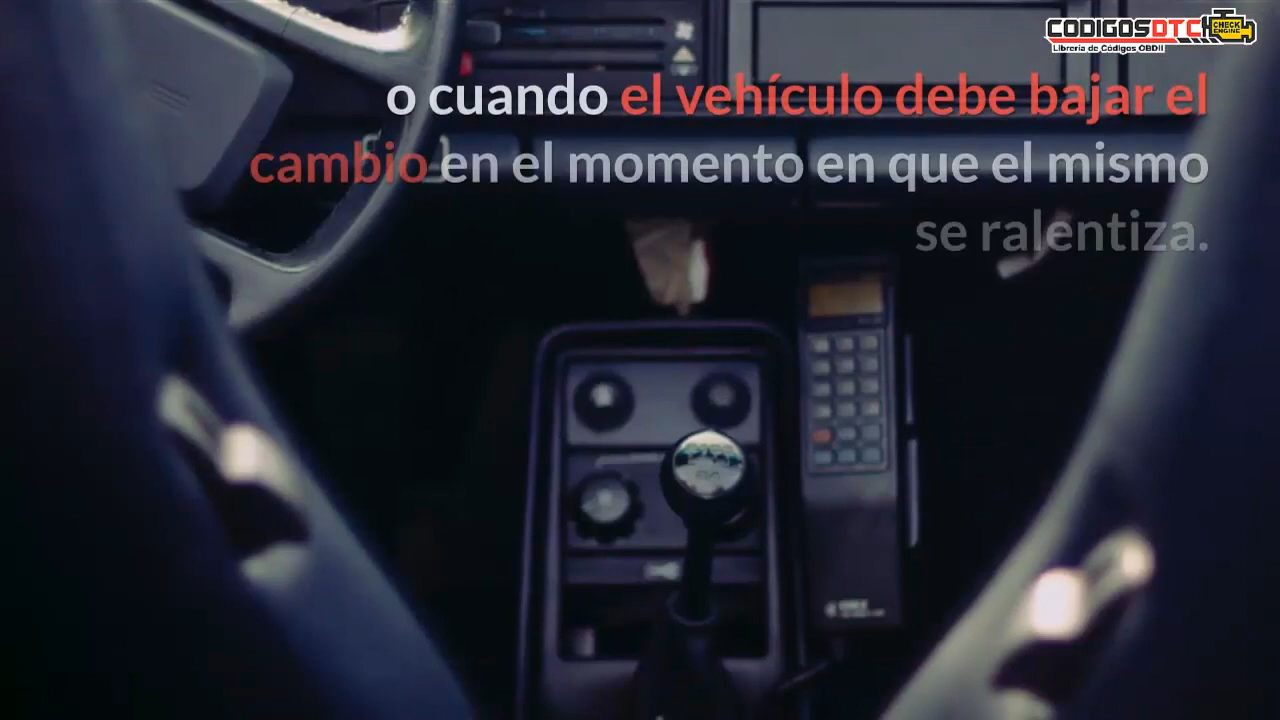 CODIGOSDTC
CHECK
ENGINE
Librería de Códigos OBDII
o cuando el vehículo debe bajar el
cambio en el momento en que el mismo
se ralentiza.